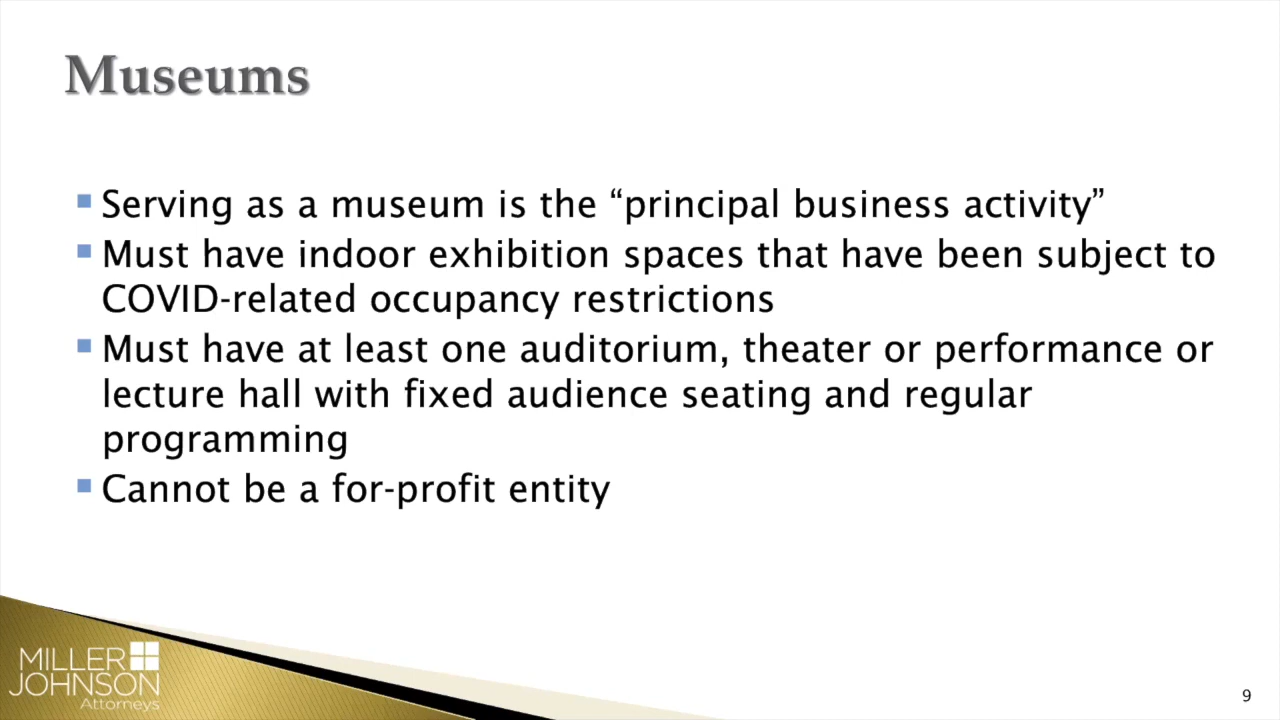 Museums
Serving as a museum is the “principal business activity”
Must have indoor exhibition spaces that have been subject to
COVID-related occupancy restrictions
Must have at least one auditorium, theater or performance or
lecture hall with fixed audience seating and regular
programming
Cannot be a for-profit entity
MILLER
JOHNSON
Attorneys
9